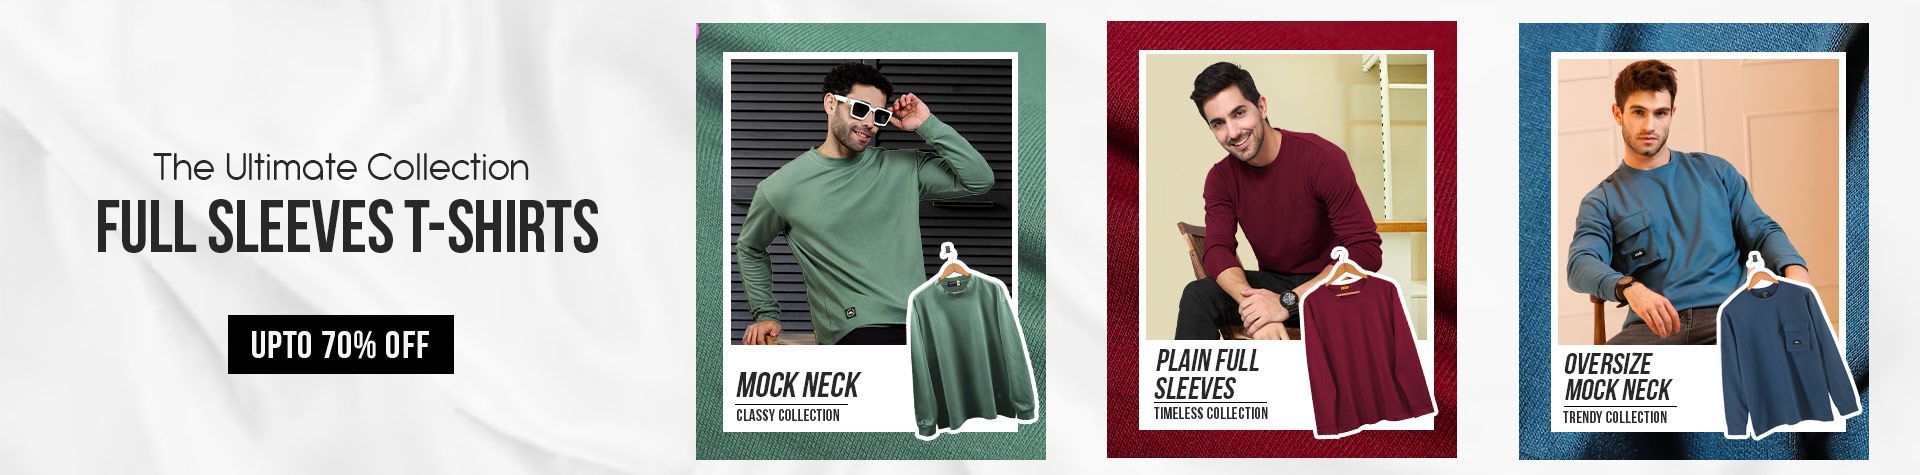 The Ultimate Collection
FULL SLEEVES T-SHIRTS
UPTO 70% OFF
MOCK NECK
CLASSY COLLECTION
PLAIN FULL
SLEEVES
TIMELESS COLLECTION
OVERSIZE
MOCK NECK
TRENDY COLLECTION